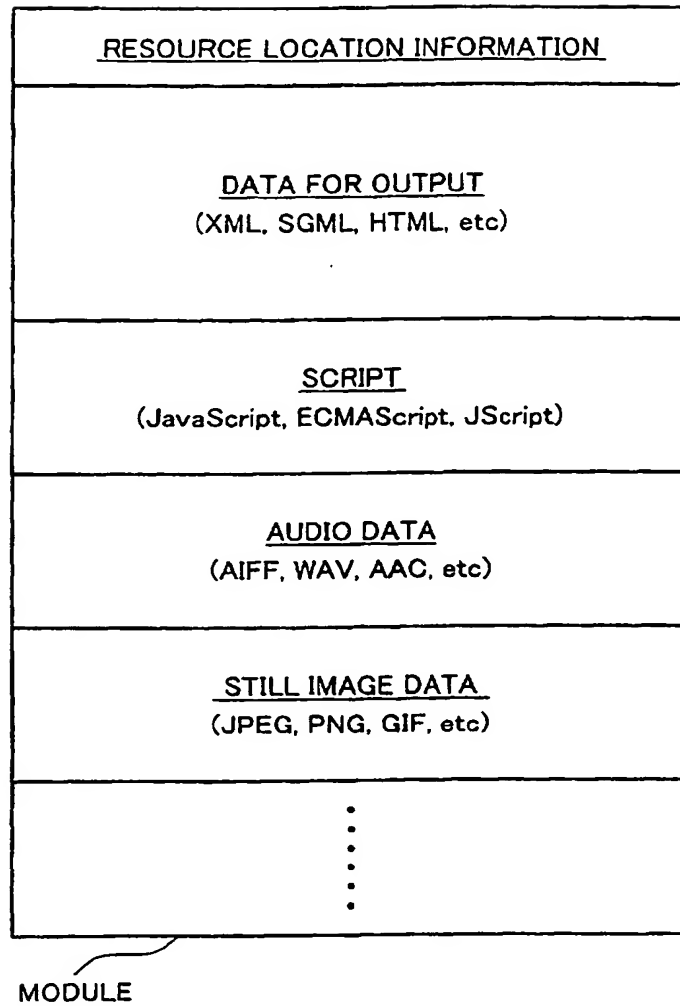 RESOURCE LOCATION INFORMATION
DATA FOR OUTPUT
(XML, SGML, HTML, etc)
SCRIPT
(JavaScript, ECMAScript, JScript)
AUDIO DATA
(AIFF, WAV, AAC, etc)
STILL IMAGE DATA
(JPEG, PNG, GIF, etc)
MODULE